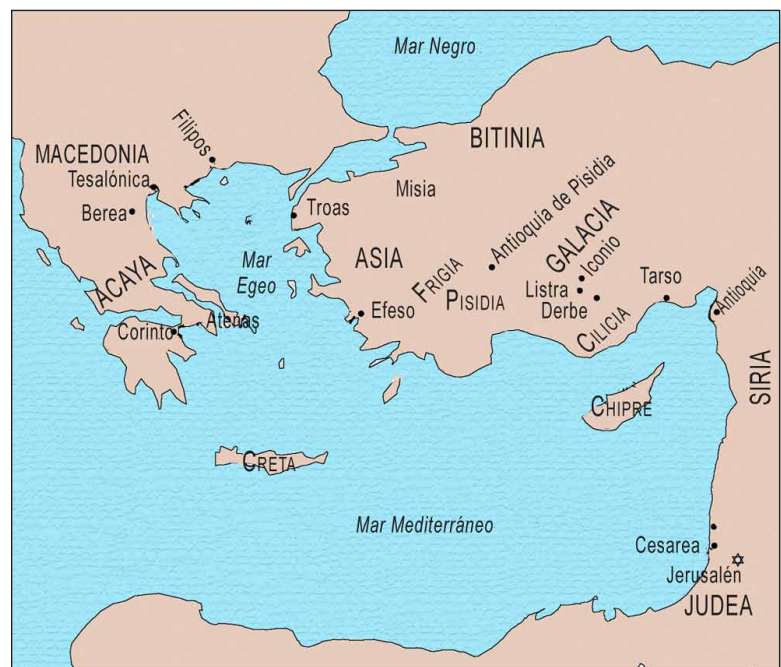 Mar Negro
BITINIA
Filipos
MACEDONIA
Tesalónica
Berea
Troas
Misia
Antioquía de Pisidia
GALACIA
Iconio
Mar
Egeo
ASIA
FRIGIA
PISIDIA
Listra
Derbe
Tarso
Antioquía
ACAYA
Efeso
CILICIA
Corinto
Atenas
SIRIA
CHIPRE
CRETA
Mar Mediterráneo
Cesarea
Jerusalén
JUDEA